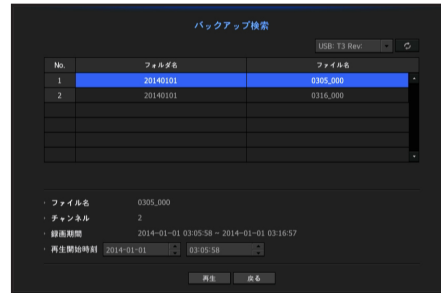 バックアップ検索
USB: T3 Rev:
No. フォルダ名 ファイル名
1 20140101 0305_000
2 20140101 0316_000
・ファイル名 0305_000
・チャンネル 2
・録画期間 2014-01-01 03:05:58 ~ 2014-01-01 03:16:57
・再生開始時刻 2014-01-01 03:05:58
再生 戻る